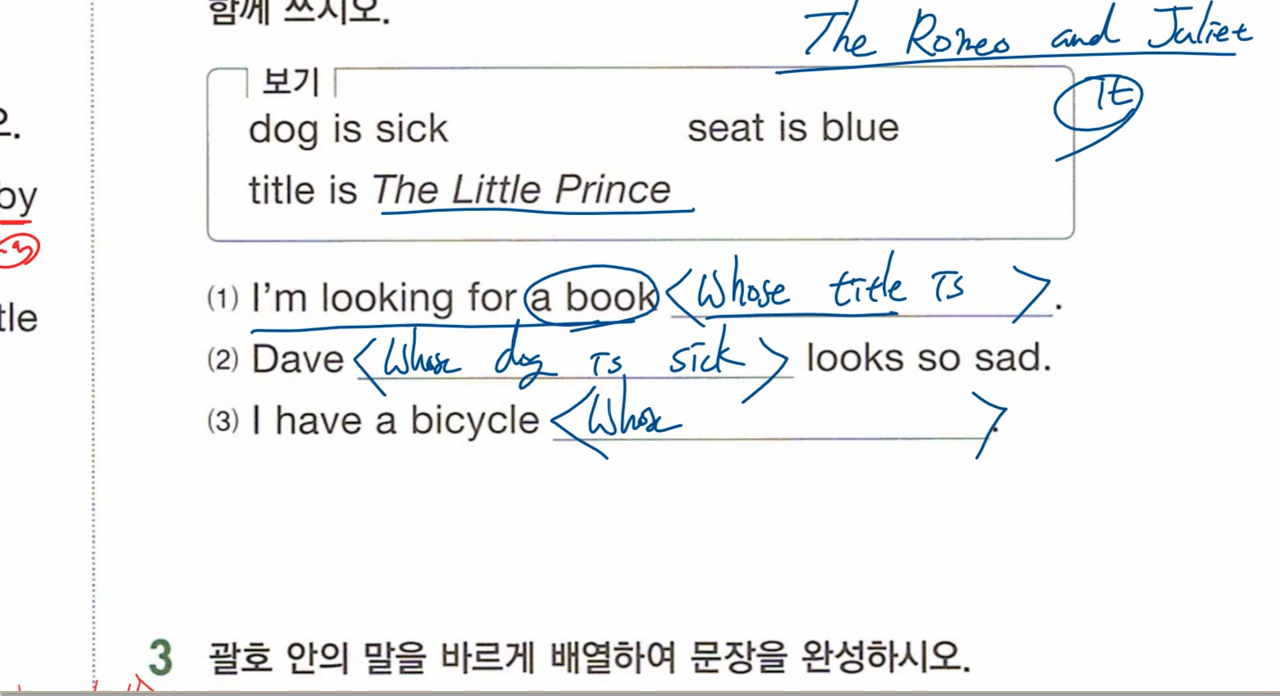 함께 쓰시오.
The Romeo and Juliet
It
보기
dog is sick seat is blue
title is The Little Prince
오.
by
tle
(1) I'm looking for a book <Whose title is >.
(2) Dave <Whose dog is sick> looks so sad.
(3) I have a bicycle <Whose >.
3 괄호 안의 말을 바르게 배열하여 문장을 완성하시오.